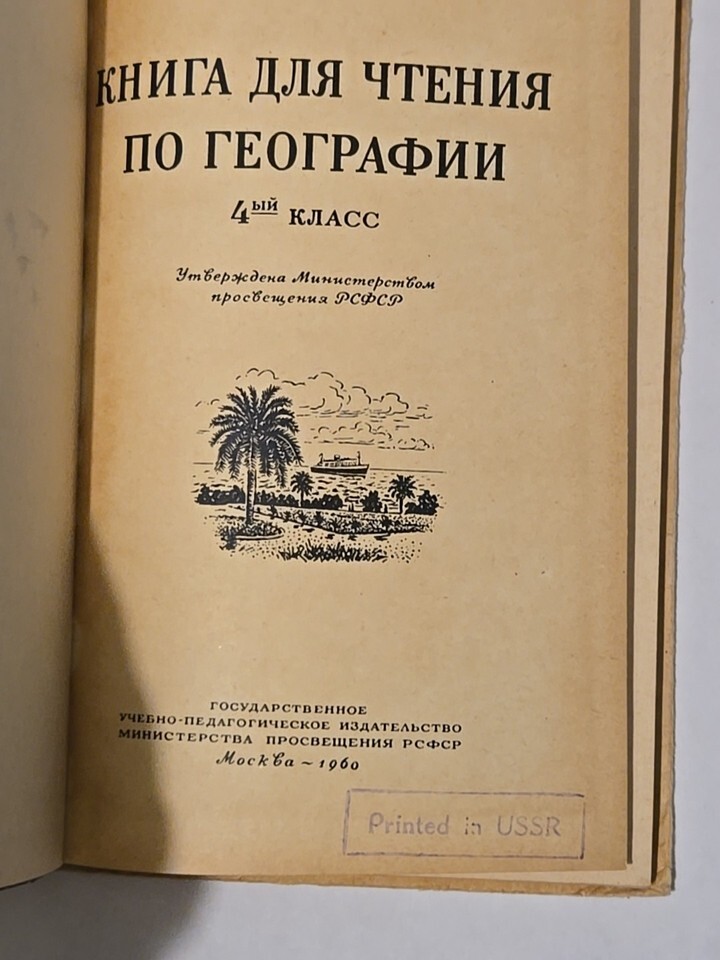 КНИГА ДЛЯ ЧТЕНИЯ
ПО ГЕОГРАФИИ
4ый КЛАСС
Утверждена Министерством
просвещения РСФСР
ГОСУДАРСТВЕННОЕ
УЧЕБНО-ПЕДАГОГИЧЕСКОЕ ИЗДАТЕЛЬСТВО
МИНИСТЕРСТВА ПРОСВЕЩЕНИЯ РСФСР
Москва ~ 1960
Printed in USSR